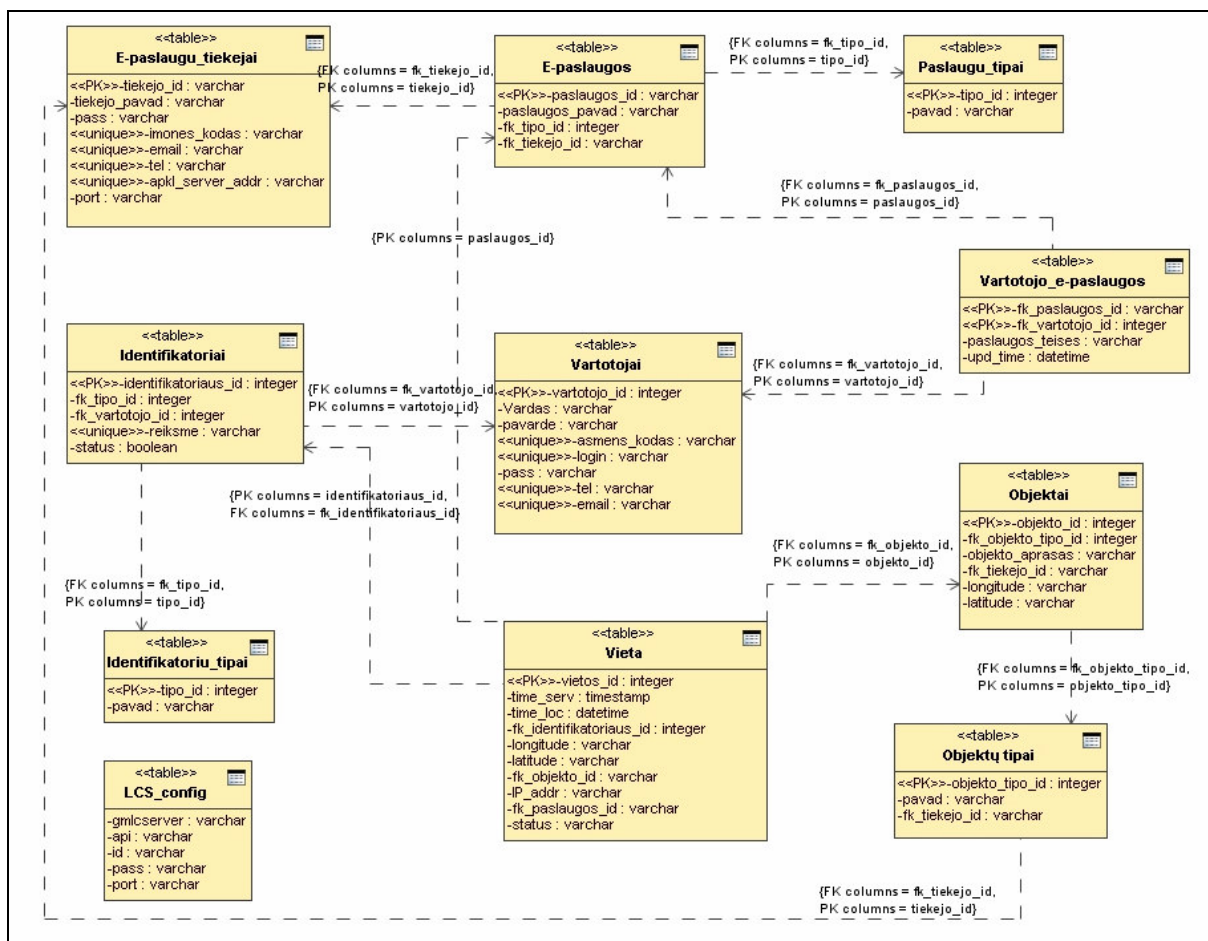 <<table>>
E-paslaugu_tiekejai
<<PK>>-tiekejo_id : varchar
-tiekejo_pavad : varchar
-pass : varchar
<<unique>>-imones_kodas : varchar
<<unique>>-email : varchar
<<unique>>-tel : varchar
<<unique>>-apkl_server_addr : varchar
-port : varchar
{FK columns = fk_tiekejo_id,
PK columns = tiekejo_id}
<<table>>
E-paslaugos
<<PK>>-paslaugos_id : varchar
-paslaugos_pavad : varchar
-fk_tipo_id : integer
-fk_tiekejo_id : varchar
{FK columns = fk_tipo_id,
PK columns = tipo_id}
<<table>>
Paslaugu_tipai
<<PK>>-tipo_id : integer
-pavad : varchar
{FK columns = fk_paslaugos_id,
PK columns = paslaugos_id}
{PK columns = paslaugos_id}
<<table>>
Vartotojo_e-paslaugos
<<PK>>-fk_paslaugos_id : varchar
<<PK>>-fk_vartotojo_id : integer
-paslaugos_teises : varchar
-upd_time : datetime
<<table>>
Identifikatoriai
<<PK>>-identifikatoriaus_id : integer
-fk_tipo_id : integer
-fk_vartotojo_id : integer
<<unique>>-reiksme : varchar
-status : boolean
{FK columns = fk_vartotojo_id,
PK columns = vartotojo_id}
<<table>>
Vartotojai
<<PK>>-vartotojo_id : integer
-Vardas : varchar
-pavarde : varchar
<<unique>>-asmens_kodas : varchar
<<unique>>-login : varchar
-pass : varchar
<<unique>>-tel : varchar
<<unique>>-email : varchar
{FK columns = fk_vartotojo_id,
PK columns = vartotojo_id}
{PK columns = identifikatoriaus_id,
FK columns = fk_identifikatoriaus_id}
<<table>>
Objektai
<<PK>>-objekto_id : integer
-fk_objekto_tipo_id : integer
-objekto_aprasas : varchar
-fk_tiekejo_id : varchar
-longitude : varchar
-latitude : varchar
{FK columns = fk_objekto_id,
PK columns = objekto_id}
{FK columns = fk_tipo_id,
PK columns = tipo_id}
<<table>>
Identifikatoriu_tipai
<<PK>>-tipo_id : integer
-pavad : varchar
<<table>>
Vieta
<<PK>>-vietos_id : integer
-time_serv : timestamp
-time_loc : datetime
-fk_identifikatoriaus_id : integer
-longitude : varchar
-latitude : varchar
-fk_objekto_id : varchar
-IP_addr : varchar
-fk_paslaugos_id : varchar
-status : varchar
{FK columns = fk_objekto_tipo_id,
PK columns = objekto_tipo_id}
<<table>>
Objektų tipai
<<PK>>-objekto_tipo_id : integer
-pavad : varchar
-fk_tiekejo_id : varchar
<<table>>
LCS_config
-gmlcserver : varchar
-api : varchar
-id : varchar
-pass : varchar
-port : varchar
{FK columns = fk_tiekejo_id,
PK columns = tiekejo_id}